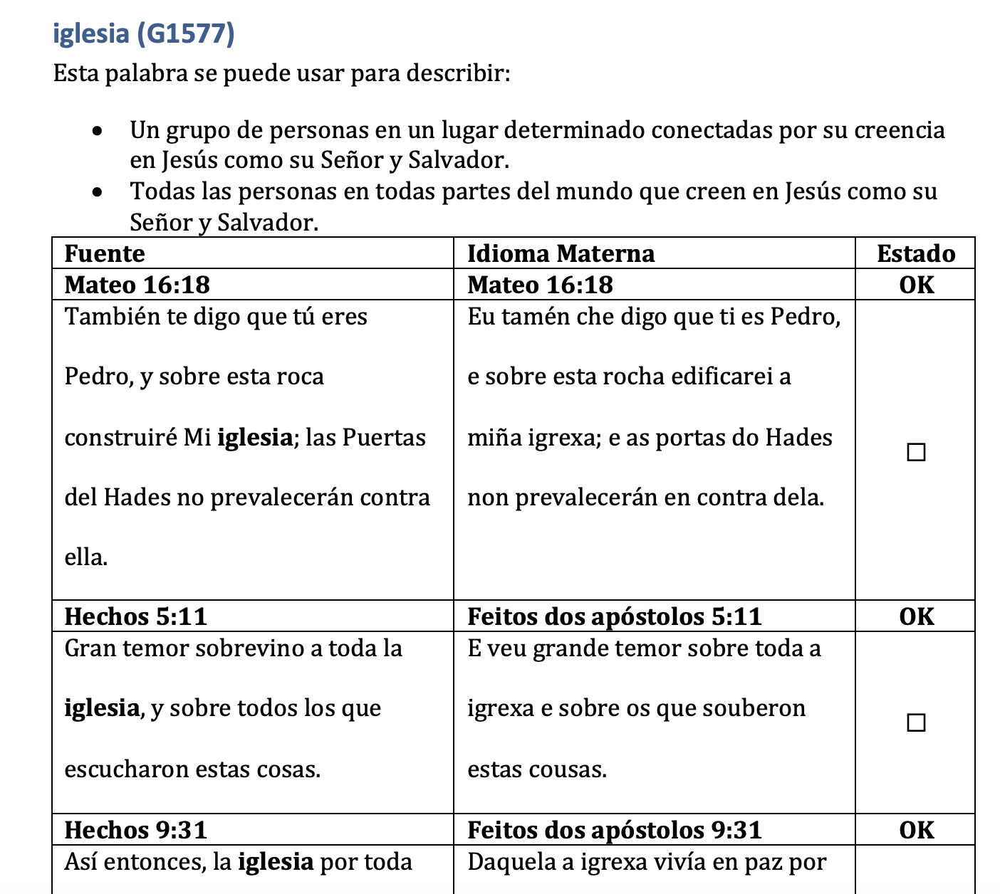 iglesia (G1577)
Esta palabra se puede usar para describir:
• Un grupo de personas en un lugar determinado conectadas por su creencia
en Jesús como su Señor y Salvador.
• Todas las personas en todas partes del mundo que creen en Jesús como su
Señor y Salvador.
Fuente
Idioma Materna
Estado
Mateo 16:18
Mateo 16:18
OK
También te digo que tú eres
Pedro, y sobre esta roca
construiré Mi iglesia; las Puertas
del Hades no prevalecerán contra
ella.
Eu tamén che digo que ti es Pedro,
e sobre esta rocha edificarei a
miña igrexa; e as portas do Hades
non prevalecerán en contra dela.
☐
Hechos 5:11
Feitos dos apóstolos 5:11
OK
Gran temor sobrevino a toda la
iglesia, y sobre todos los que
escucharon estas cosas.
E veu grande temor sobre toda a
igrexa e sobre os que souberon
estas cousas.
☐
Hechos 9:31
Feitos dos apóstolos 9:31
OK
Así entonces, la iglesia por toda
Daquela a igrexa vivía en paz por